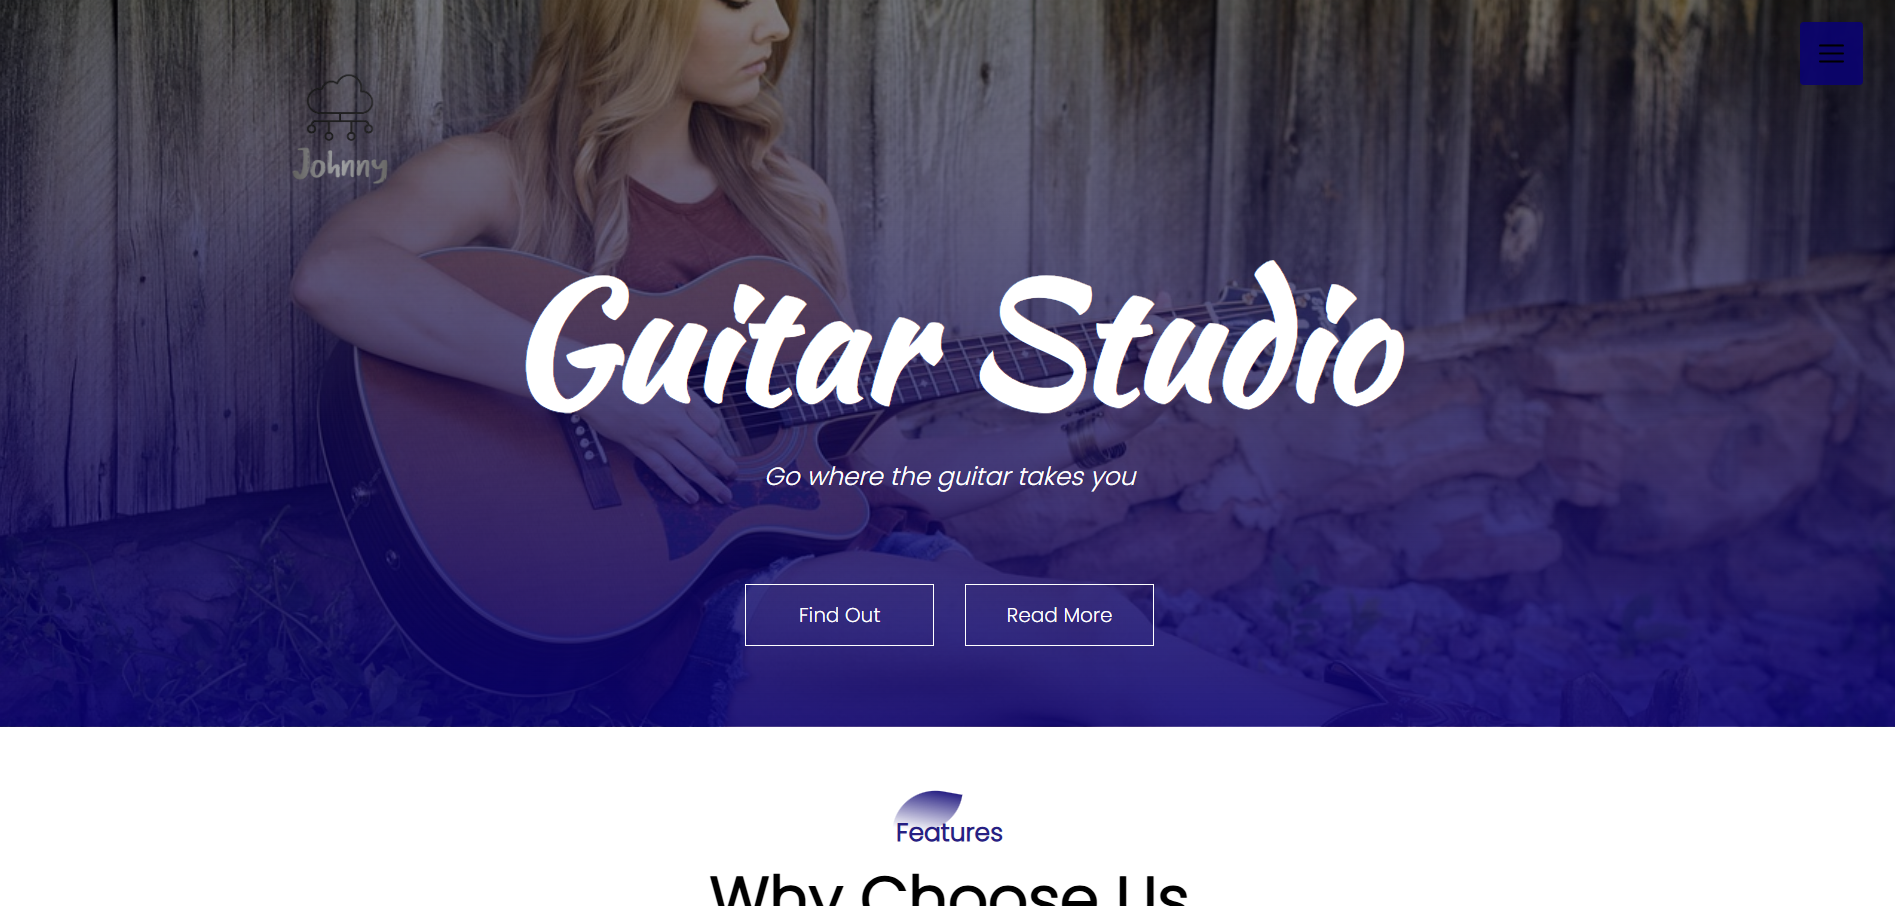 Johnny
Guitar Studio
Go where the guitar takes you
Find Out
Read More
Features
Why Choose Us